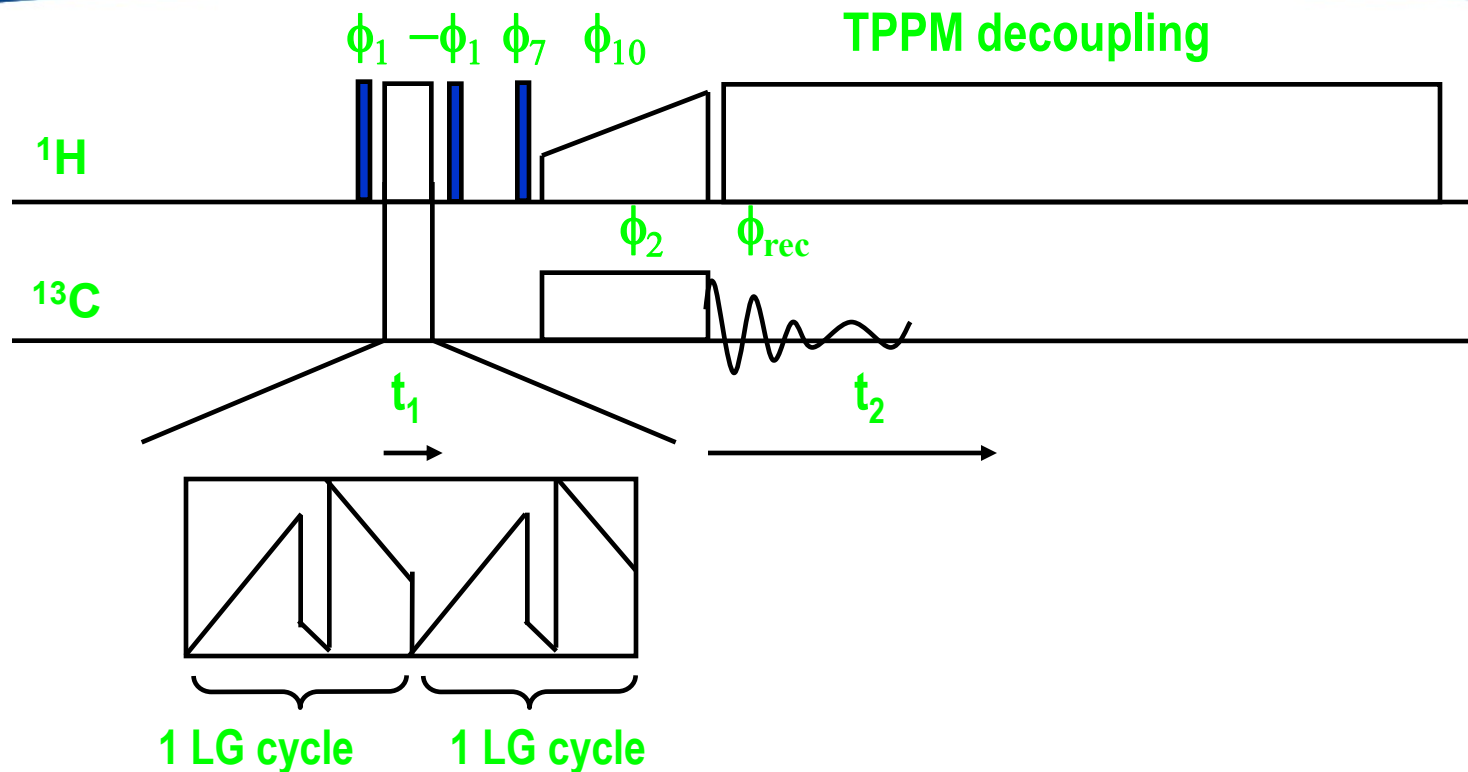 ϕ₁ −ϕ₁ ϕ₇ ϕ₁₀ TPPM decoupling
¹H
ϕ₂ ϕrec
¹³C
t₁ t₂
1 LG cycle 1 LG cycle